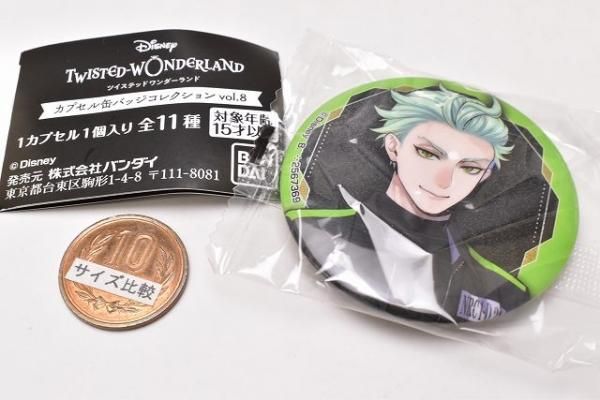 Disney
TWISTED-WONDERLAND
ツイステッドワンダーランド
カプセル缶バッジコレクション vol.8
1カプセル1個入り 全11種
対象年齢
15才以
© Disney
発売元 株式会社バンダイ
東京都台東区駒形1-4-8 〒111-8081
BAN
DAI
10
サイズ比較
©Disney B
2567369